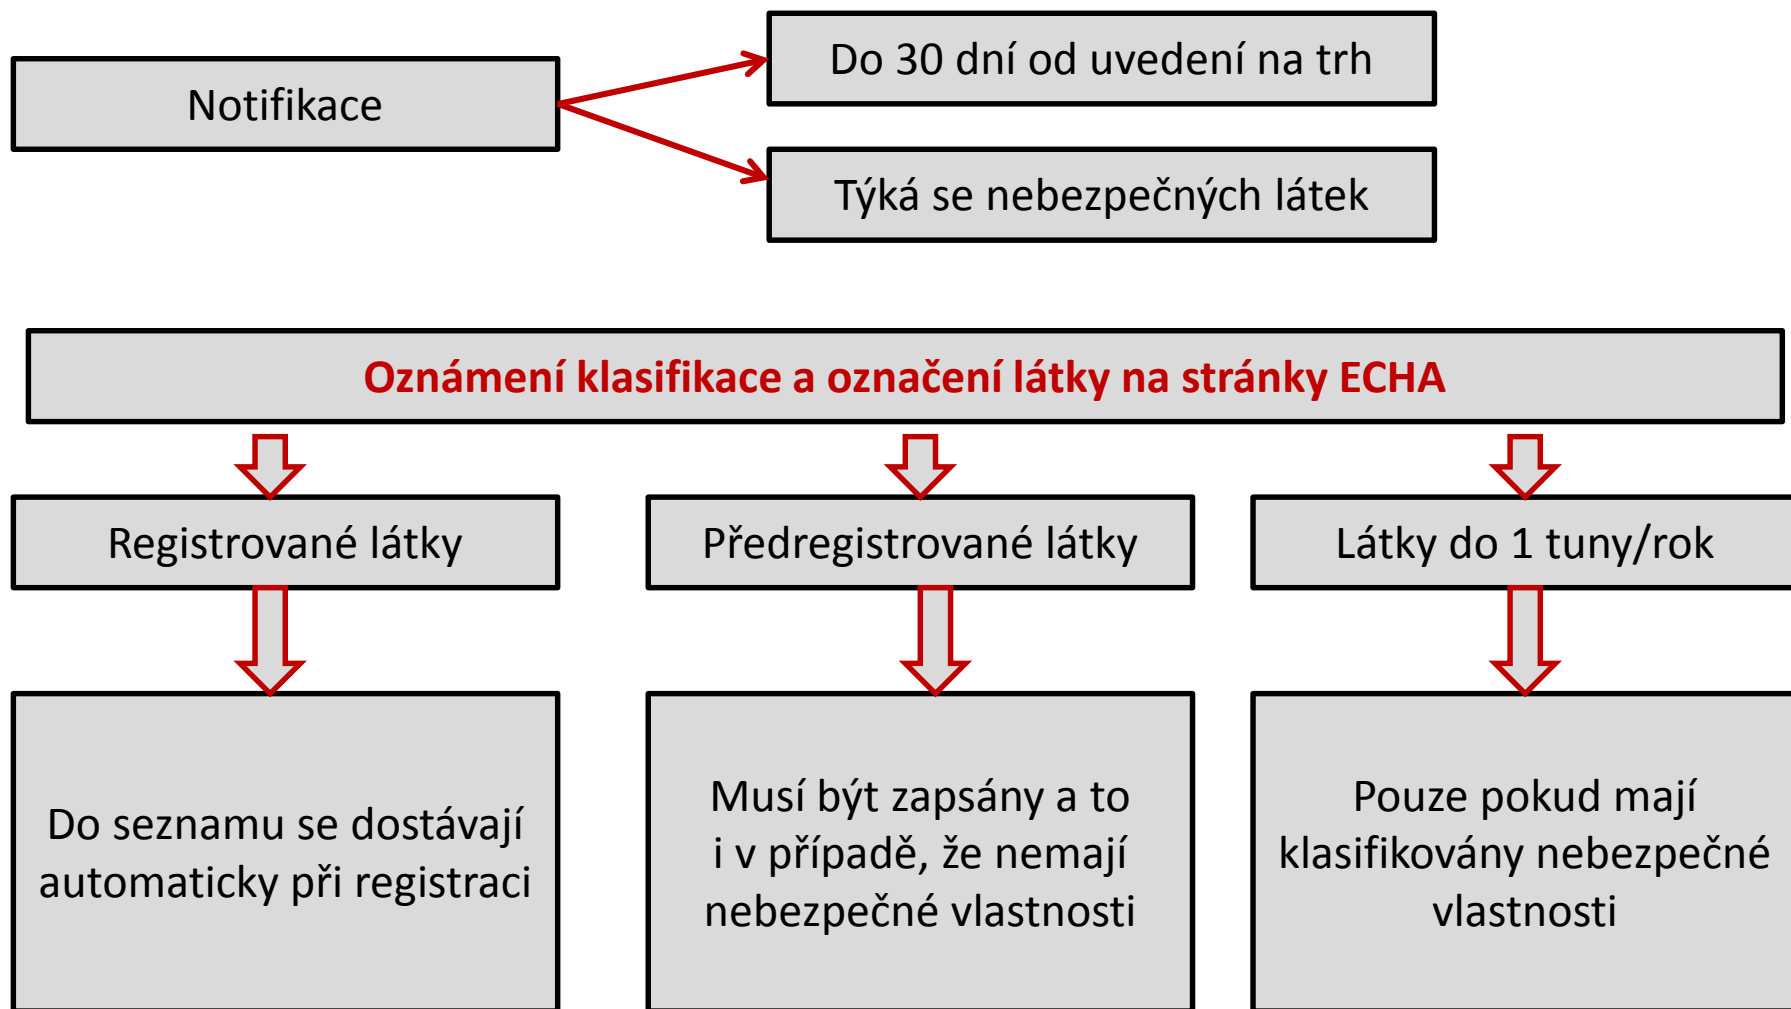 Notifikace
Do 30 dní od uvedení na trh
Týká se nebezpečných látek
Oznámení klasifikace a označení látky na stránky ECHA
Registrované látky
Předregistrované látky
Látky do 1 tuny/rok
Do seznamu se dostávají
automaticky při registraci
Musí být zapsány a to
i v případě, že nemají
nebezpečné vlastnosti
Pouze pokud mají
klasifikovány nebezpečné
vlastnosti